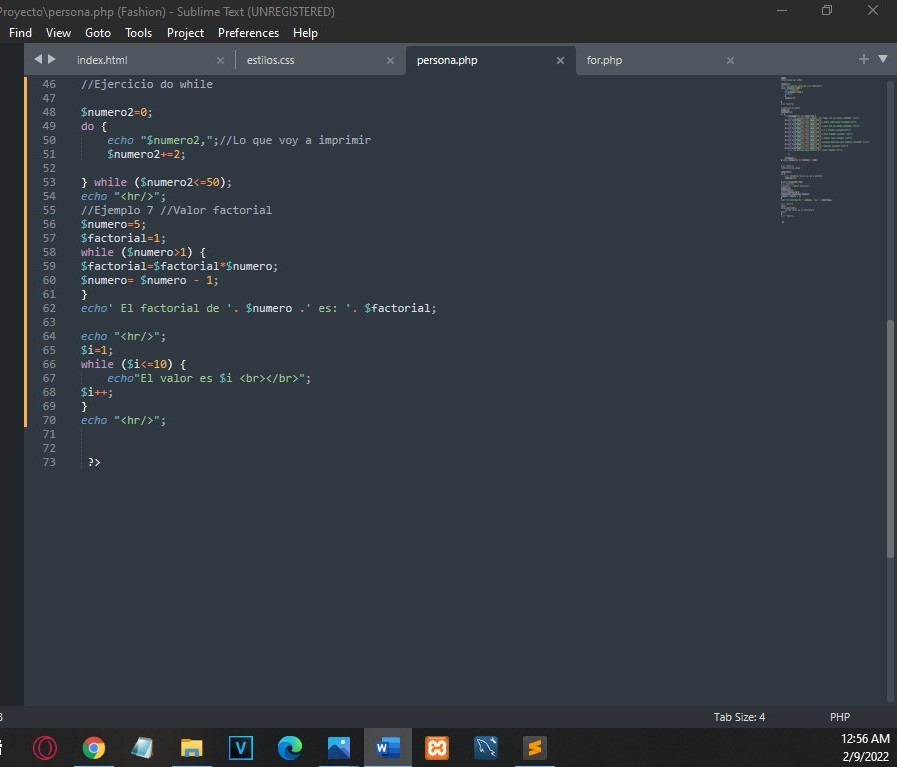 Proyecto\persona.php (Fashion) - Sublime Text (UNREGISTERED)
Find View Goto Tools Project Preferences Help
index.html estilos.css persona.php for.php
46 //Ejercicio do while
47
48 $numero2=0;
49 do {
50 echo "$numero2,";//Lo que voy a imprimir
51 $numero2+=2;
52
53 } while ($numero2<=50);
54 echo "<hr/>";
55 //Ejemplo 7 //Valor factorial
56 $numero=5;
57 $factorial=1;
58 while ($numero>1) {
59 $factorial=$factorial*$numero;
60 $numero= $numero - 1;
61 }
62 echo' El factorial de '. $numero .' es: '. $factorial;
63
64 echo "<hr/>";
65 $i=1;
66 while ($i<=10) {
67 echo"El valor es $i <br></br>";
68 $i++;
69 }
70 echo "<hr/>";
71
72
73 ?>
Tab Size: 4 PHP
12:56 AM
2/9/2022